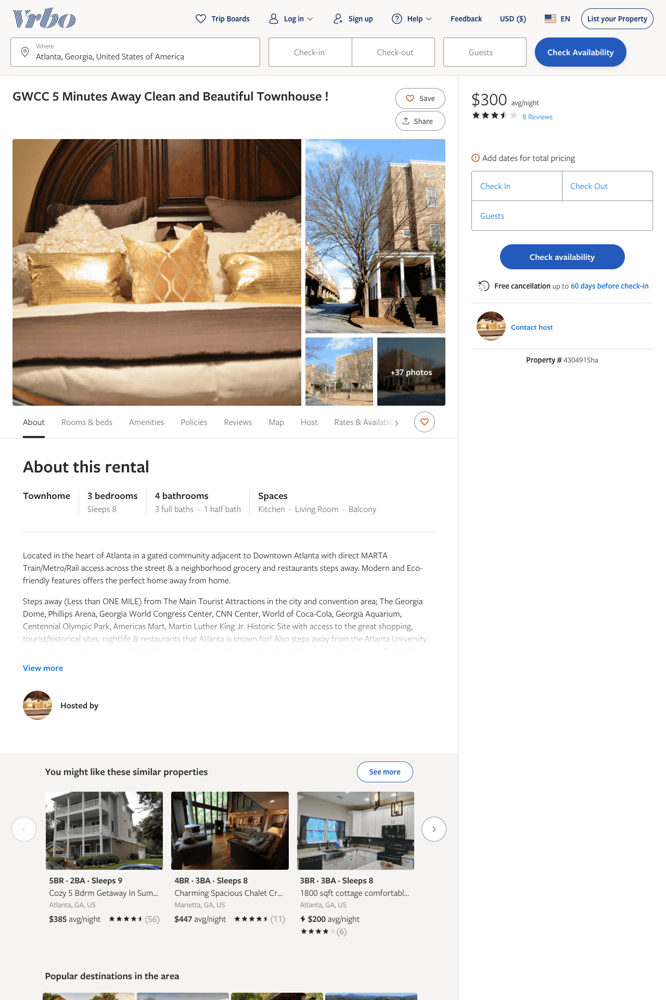 Vrbo
Trip Boards
Log in
Sign up
Help
Feedback
USD ($)
EN
List your Property
Where
Atlanta, Georgia, United States of America
Check-in
Check-out
Guests
Check Availability
GWCC 5 Minutes Away Clean and Beautiful Townhouse !
Save
Share
+37 photos
$300 avg/night
8 Reviews
Add dates for total pricing
Check In
Check Out
Guests
Check availability
Free cancellation up to 60 days before check-in
Contact host
Property # 4304915ha
About
Rooms & beds
Amenities
Policies
Reviews
Map
Host
Rates &
About this rental
Townhome
3 bedrooms
Sleeps 8
4 bathrooms
3 full baths · 1 half bath
Spaces
Kitchen · Living Room · Balcony
Located in the heart of Atlanta in a gated community adjacent to Downtown Atlanta with direct MARTA
Train/Metro/Rail access across the street & a neighborhood grocery and restaurants steps away. Modern and Eco-
friendly features offers the perfect home away from home.
Steps away (Less than ONE MILE) from The Main Tourist Attractions in the city and convention area; The Georgia
Dome, Phillips Arena, Georgia World Congress Center, CNN Center, World of Coca-Cola, Georgia Aquarium,
Centennial Olympic Park, Americas Mart, Martin Luther King Jr. Historic Site with access to the great shopping,
tourist/historical sites, nightlife & restaurants that Atlanta is known for! Also steps away from the Atlanta University
View more
Hosted by
You might like these similar properties
See more
5BR · 2BA · Sleeps 9
Cozy 5 Bdrm Getaway In Sum...
Atlanta, GA, US
$385 avg/night (56)
4BR · 3BA · Sleeps 8
Charming Spacious Chalet Cr...
Marietta, GA, US
$447 avg/night (11)
3BR · 3BA · Sleeps 8
1800 sqft cottage comfortabl...
Atlanta, GA, US
$200 avg/night
(6)
Popular destinations in the area